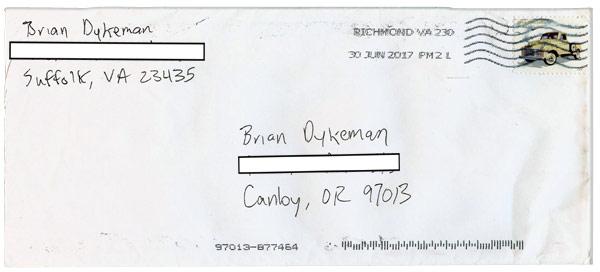 Brian Dykeman
Suffolk, VA 23435
RICHMOND VA 230
30 JUN 2017 PM 2 L
Brian Dykeman
Canby, OR 97013
97013-877464